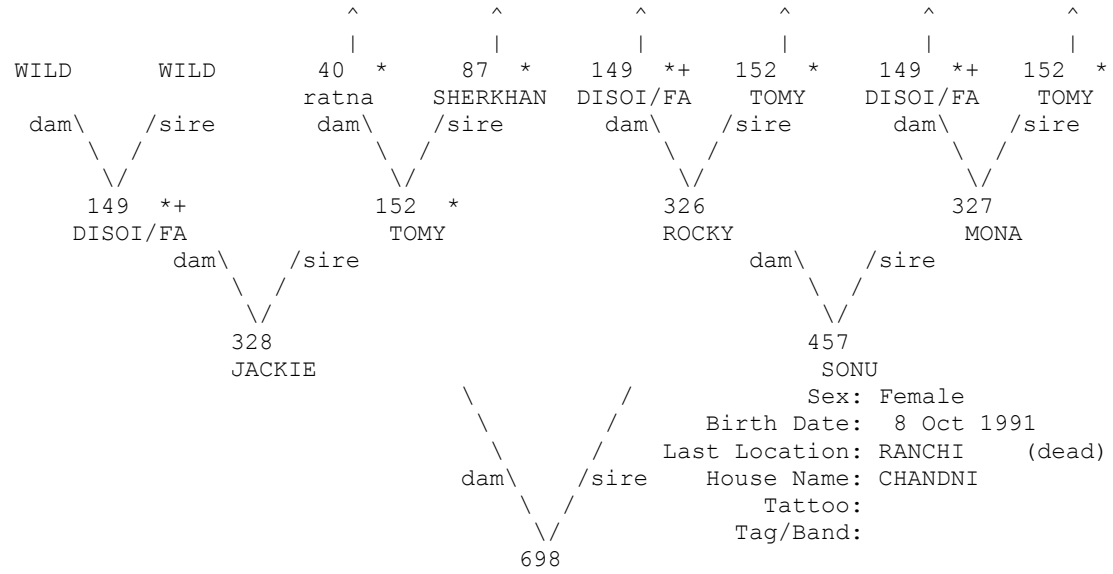 ^ ^ ^ ^ ^ ^
| | | | | |
WILD WILD 40 * 87 * 149 *+ 152 * 149 *+ 152 *
ratna SHERKHAN DISOI/FA TOMY DISOI/FA TOMY
dam\ /sire dam\ /sire dam\ /sire dam\ /sire
\ / \ / \ / \ /
\/ \/ \/ \/
149 *+ 152 * 326 327
DISOI/FA TOMY ROCKY MONA
dam\ /sire dam\ /sire
\ / \ /
\/ \/
328 457
JACKIE SONU
\ / Sex: Female
\ / Birth Date: 8 Oct 1991
\ / Last Location: RANCHI (dead)
dam\ /sire House Name: CHANDNI
\ / Tattoo:
\/ Tag/Band:
698